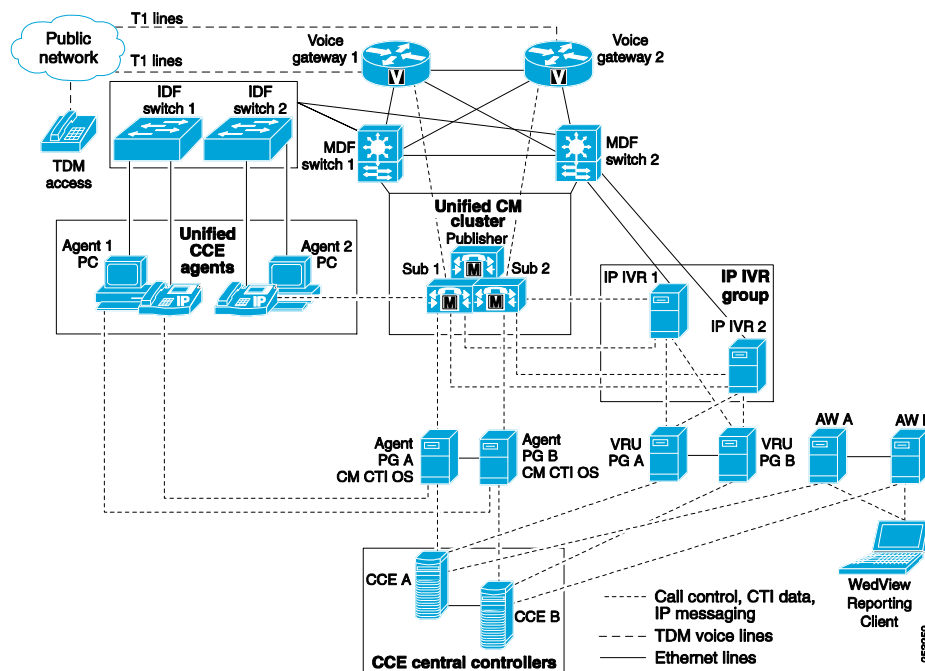 T1 lines
Public
network
T1 lines
Voice
gateway 1
Voice
gateway 2
IDF
switch 1
IDF
switch 2
TDM
access
MDF
switch 1
MDF
switch 2
Unified CM
cluster
Publisher
Sub 1
Sub 2
V
V
M
M
M
Agent 1
PC
Unified
CCE
agents
Agent 2
PC
IP
IP
IP IVR 1
IP IVR
group
IP IVR 2
Agent
PG A
CM CTI OS
Agent
PG B
CM CTI OS
VRU
PG A
VRU
PG B
AW A
AW
CCE A
CCE B
CCE central controllers
WedView
Reporting
Client
Call control, CTI data,
IP messaging
TDM voice lines
Ethernet lines